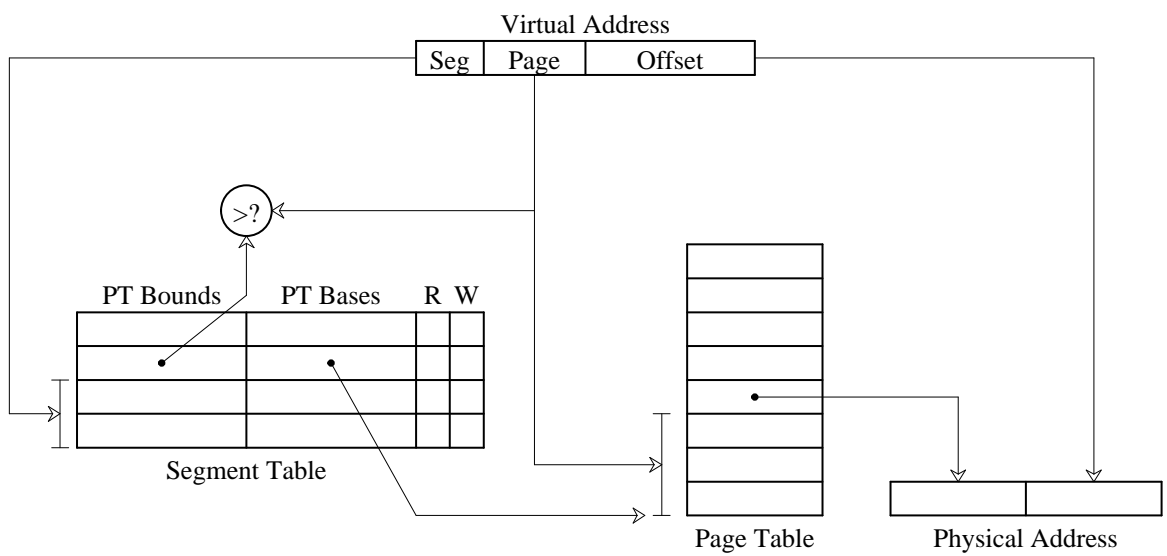 Virtual Address
Seg Page Offset
>?
PT Bounds PT Bases R W
Segment Table
Page Table
Physical Address